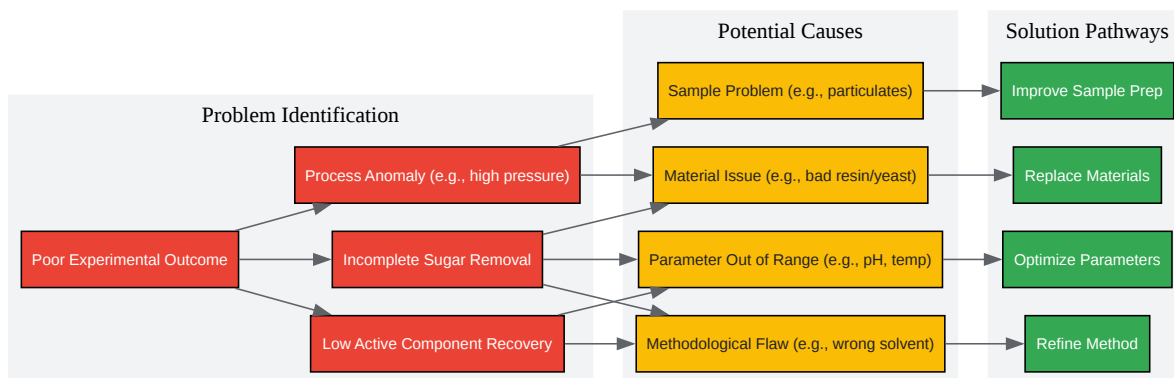 Problem Identification
Poor Experimental Outcome
Process Anomaly (e.g., high pressure)
Incomplete Sugar Removal
Low Active Component Recovery
Potential Causes
Sample Problem (e.g., particulates)
Material Issue (e.g., bad resin/yeast)
Parameter Out of Range (e.g., pH, temp)
Methodological Flaw (e.g., wrong solvent)
Solution Pathways
Improve Sample Prep
Replace Materials
Optimize Parameters
Refine Method